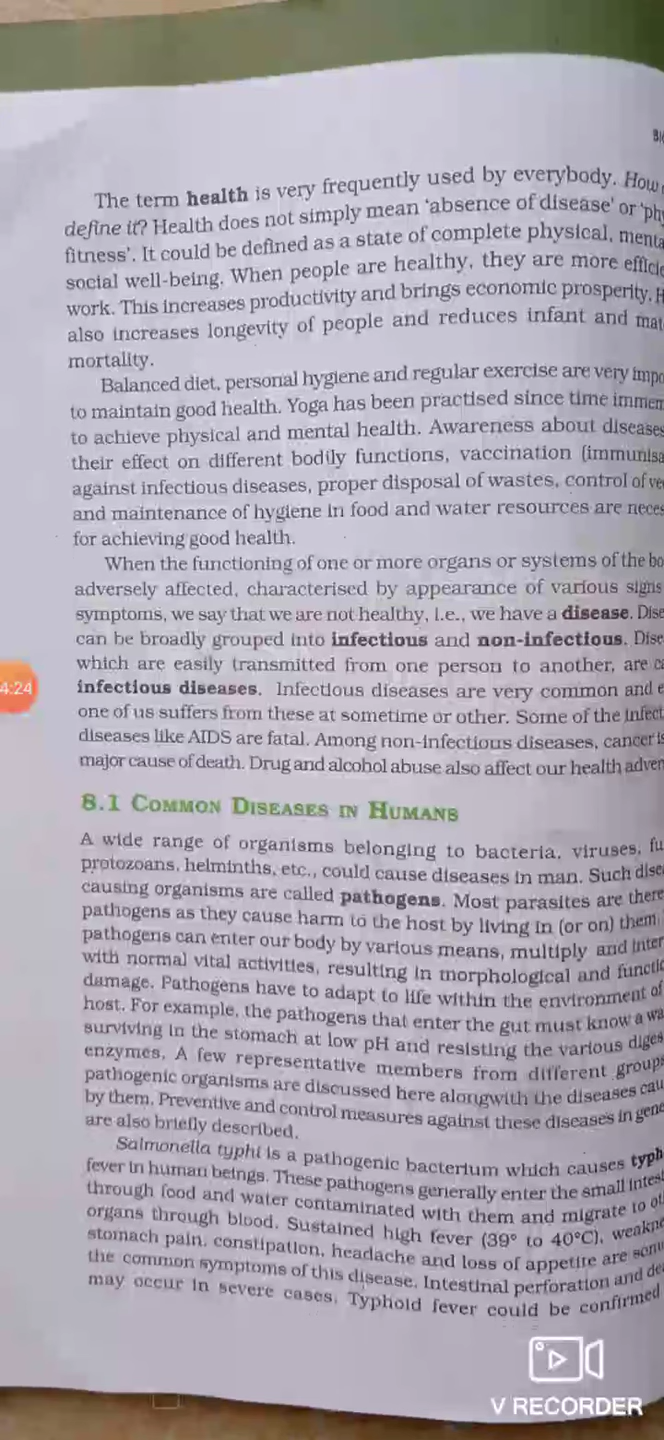 The term health is very frequently used by everybody. How
define it? Health does not simply mean 'absence of disease' or 'phy
fitness'. It could be defined as a state of complete physical, menta
social well-being. When people are healthy, they are more efficie
work. This increases productivity and brings economic prosperity. H
also increases longevity of people and reduces infant and mat
mortality.
Balanced diet, personal hygiene and regular exercise are very impo
to maintain good health. Yoga has been practised since time immem
to achieve physical and mental health. Awareness about diseases
their effect on different bodily functions, vaccination (immunisa
against infectious diseases, proper disposal of wastes, control of ve
and maintenance of hygiene in food and water resources are neces
for achieving good health.
When the functioning of one or more organs or systems of the bo
adversely affected, characterised by appearance of various signs
symptoms, we say that we are not healthy, i.e., we have a disease. Dise
can be broadly grouped into infectious and non-infectious. Dise
which are easily transmitted from one person to another, are ca
4:24
infectious diseases. Infectious diseases are very common and e
one of us suffers from these at sometime or other. Some of the infect
diseases like AIDS are fatal. Among non-infectious diseases, cancer is
major cause of death. Drug and alcohol abuse also affect our health adver
8.1 COMMON DISEASES IN HUMANS
A wide range of organisms belonging to bacteria, viruses, fu
protozoans, helminths, etc., could cause diseases in man. Such dise
causing organisms are called pathogens. Most parasites are there
pathogens as they cause harm to the host by living in (or on) them
pathogens can enter our body by various means, multiply and inter
with normal vital activities, resulting in morphological and functio
damage. Pathogens have to adapt to life within the environment of
host. For example, the pathogens that enter the gut must know a wa
surviving in the stomach at low pH and resisting the various diges
enzymes. A few representative members from different groups
pathogenic organisms are discussed here alongwith the diseases cau
by them. Preventive and control measures against these diseases in gene
are also briefly described.
Salmonella typhi is a pathogenic bacterium which causes typh
fever in human beings. These pathogens generally enter the small intest
through food and water contaminated with them and migrate to ot
organs through blood. Sustained high fever (39° to 40°C), weakne
stomach pain, constipation, headache and loss of appetite are som
the common symptoms of this disease. Intestinal perforation and de
may occur in severe cases. Typhoid fever could be confirmed
V RECORDER